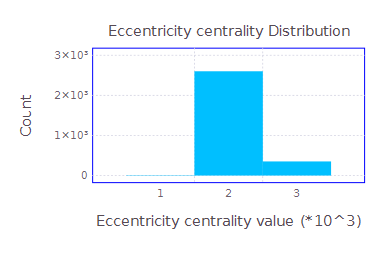 Eccentricity centrality Distribution
3×10³
2×10³
1×10³
0
Count
1 2 3
Eccentricity centrality value (*10^3)